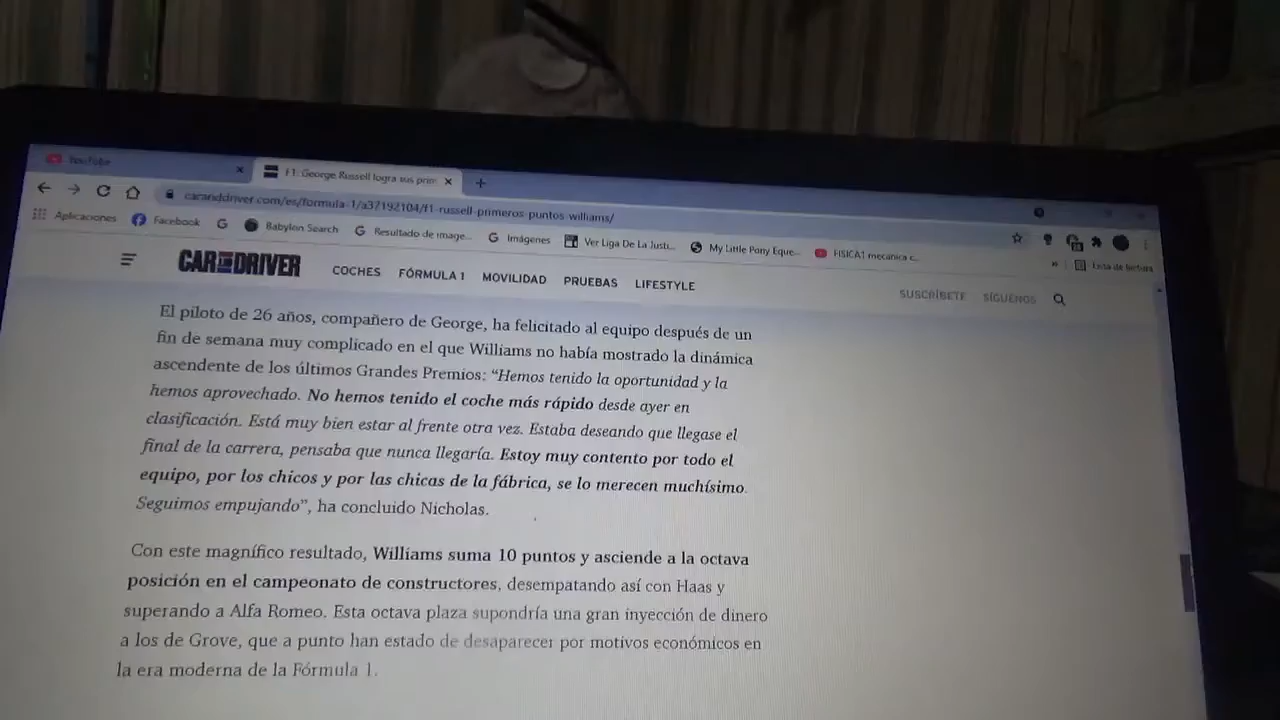 YouTube
F1: George Russell logra sus prim
cararddriver.com/es/formula-1/a37192104/f1-russell-primeros-puntos-williams/
Aplicaciones Facebook Babylon Search Resultado de image... Imágenes Ver Liga De La Justi... My Little Pony Eque... FISICA1 mecanica c... » Lista de lectura
CAR AND DRIVER COCHES FÓRMULA 1 MOVILIDAD PRUEBAS LIFESTYLE SUSCRÍBETE SÍGUENOS
El piloto de 26 años, compañero de George, ha felicitado al equipo después de un
fin de semana muy complicado en el que Williams no había mostrado la dinámica
ascendente de los últimos Grandes Premios: “Hemos tenido la oportunidad y la
hemos aprovechado. No hemos tenido el coche más rápido desde ayer en
clasificación. Está muy bien estar al frente otra vez. Estaba deseando que llegase el
final de la carrera, pensaba que nunca llegaría. Estoy muy contento por todo el
equipo, por los chicos y por las chicas de la fábrica, se lo merecen muchísimo.
Seguimos empujando”, ha concluido Nicholas.
Con este magnífico resultado, Williams suma 10 puntos y asciende a la octava
posición en el campeonato de constructores, desempatando así con Haas y
superando a Alfa Romeo. Esta octava plaza supondría una gran inyección de dinero
a los de Grove, que a punto han estado de desaparecer por motivos económicos en
la era moderna de la Fórmula 1.